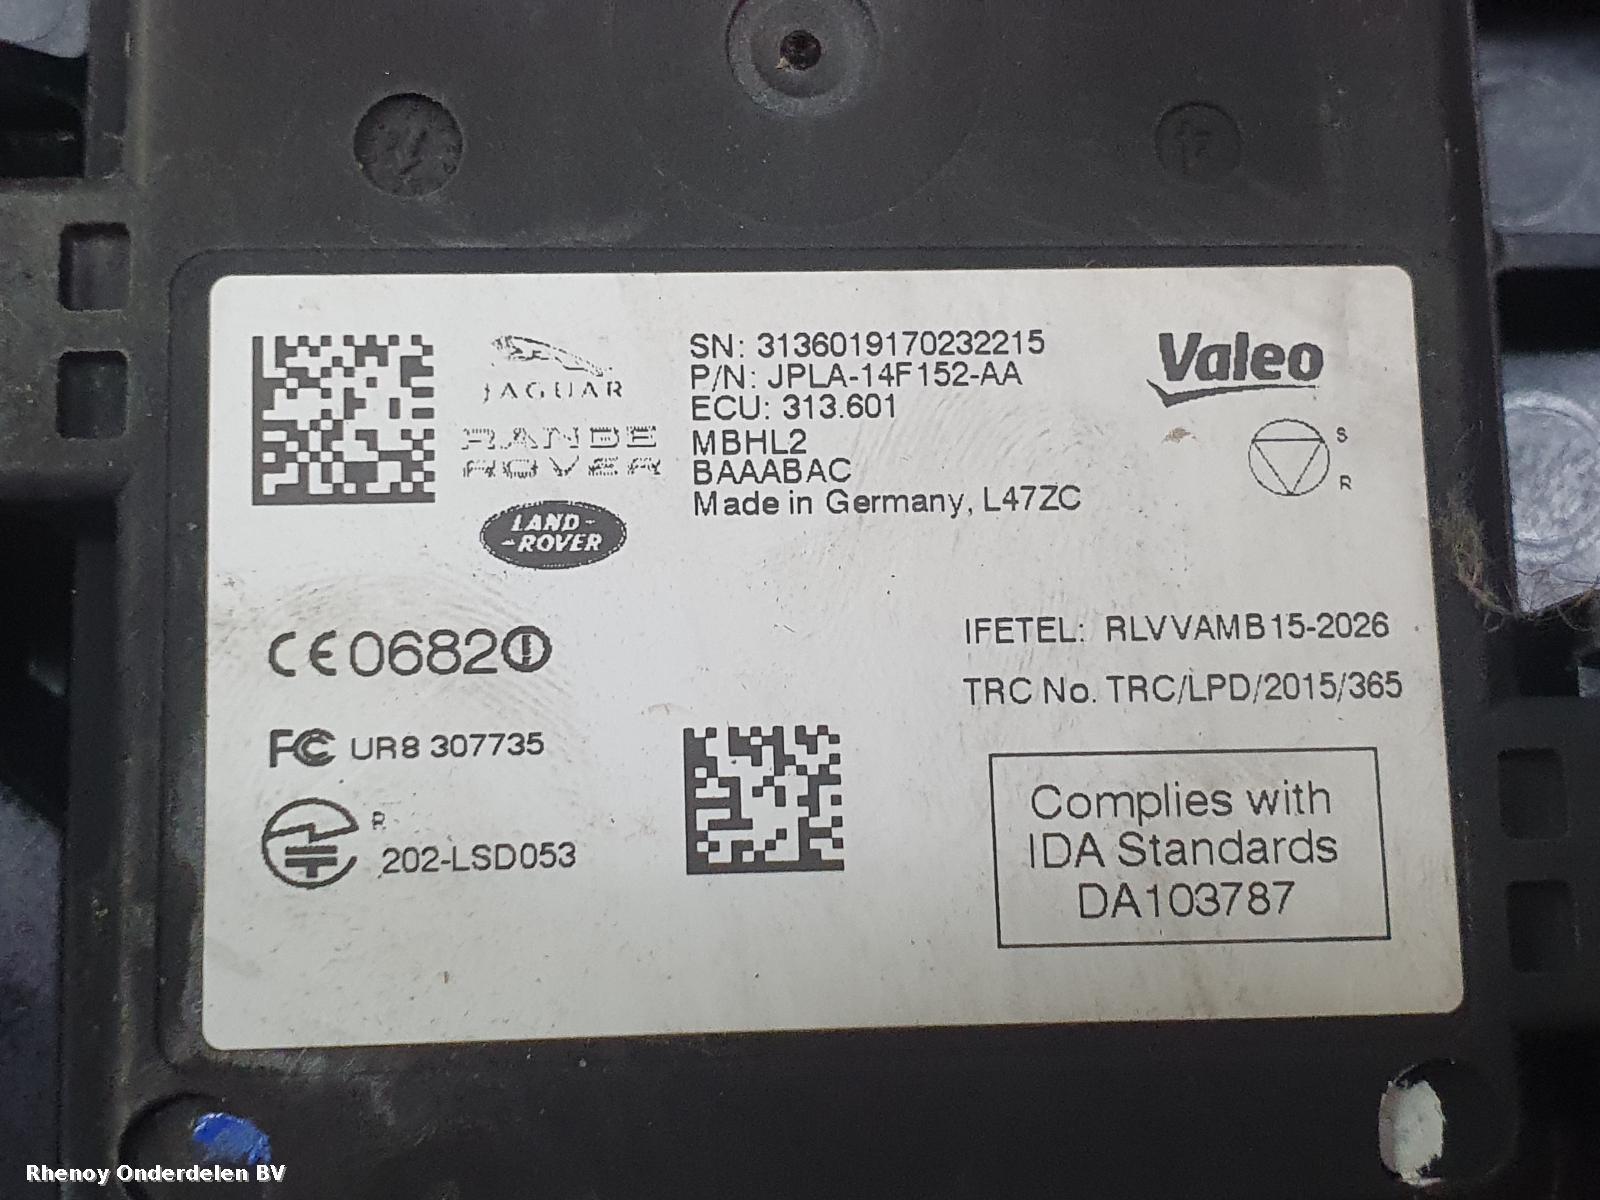 SN: 3136019170232215
P/N: JPLA-14F152-AA
ECU: 313.601
MBHL2
BAAABAC
Made in Germany, L47ZC
JAGUAR
RANGE
ROVER
LAND-
-ROVER
Valeo
S
R
CE0682
IFETEL: RLVVAMB15-2026
TRC No. TRC/LPD/2015/365
FC UR8 307735
R
202-LSD053
Complies with
IDA Standards
DA103787
Rhenoy Onderdelen BV